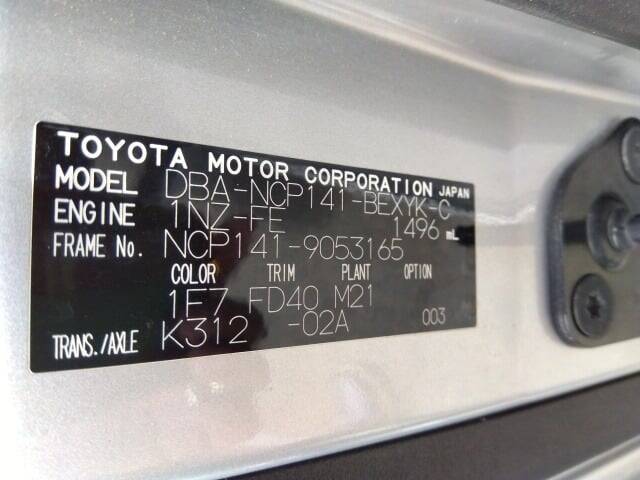 TOYOTA MOTOR CORPORATION JAPAN
MODEL DBA-NCP141-BEXYK-C
ENGINE 1NZ-FE 1496 mL
FRAME No. NCP141-9053165
COLOR TRIM PLANT OPTION
1E7 FD40 M21
TRANS./AXLE K312 -02A 003